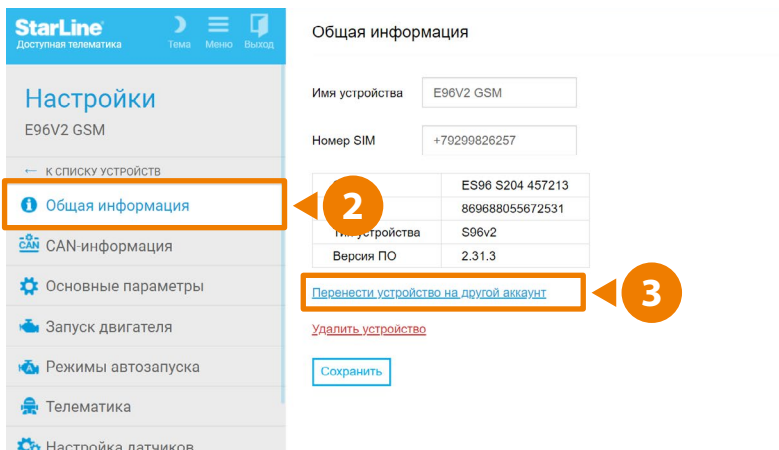 StarLine
Доступная телематика
Тема Меню Выход
Настройки
E96V2 GSM
← К СПИСКУ УСТРОЙСТВ
Общая информация
CAN CAN-информация
Основные параметры
Запуск двигателя
Режимы автозапуска
Телематика
Настройка датчиков
2
Общая информация
Имя устройства E96V2 GSM
Номер SIM +79299826257
ES96 S204 457213
869688055672531
устройства S96v2
Версия ПО 2.31.3
Перенести устройство на другой аккаунт
3
Удалить устройство
Сохранить